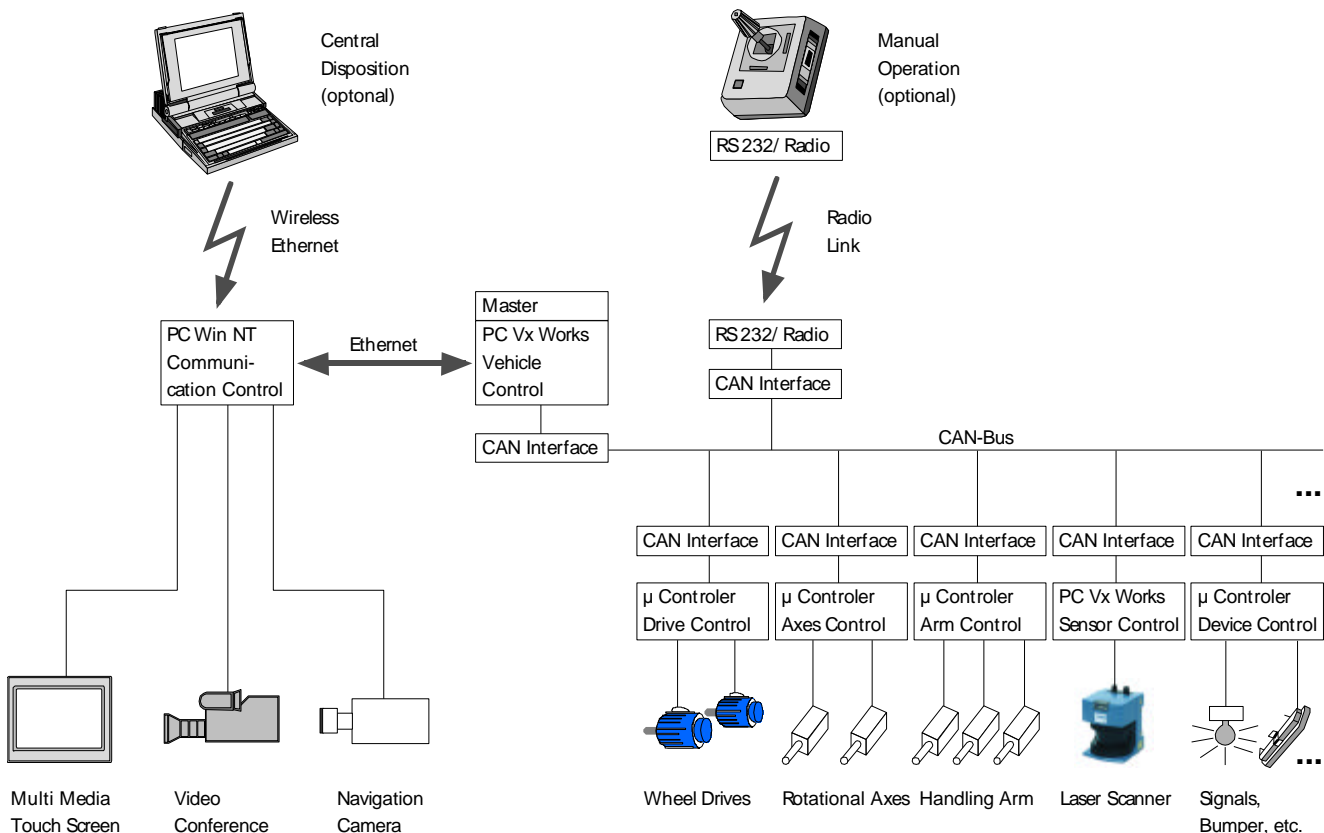 Central
Disposition
(optonal)
Manual
Operation
(optional)
RS232/ Radio
Wireless
Ethernet
Radio
Link
PC Win NT
Communi-
cation Control
Ethernet
Master
PC Vx Works
Vehicle
Control
CAN Interface
RS232/ Radio
CAN Interface
CAN-Bus
...
CAN Interface
CAN Interface
CAN Interface
CAN Interface
CAN Interface
µ Controler
Drive Control
µ Controler
Axes Control
µ Controler
Arm Control
PC Vx Works
Sensor Control
µ Controler
Device Control
...
Multi Media
Touch Screen
Video
Conference
Navigation
Camera
Wheel Drives
Rotational Axes
Handling Arm
Laser Scanner
Signals,
Bumper, etc.